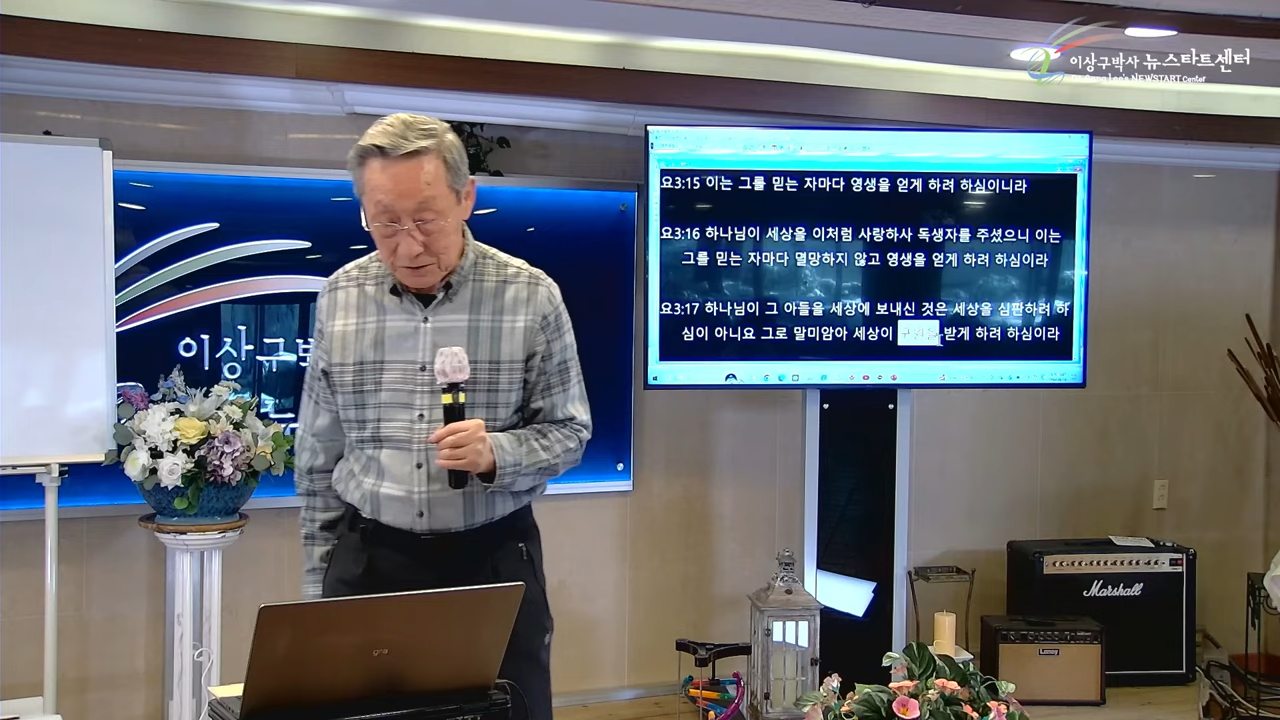 이상구박사 뉴스타트센터
NEWSTART Center
요3:15 이는 그를 믿는 자마다 영생을 얻게 하려 하심이니라
요3:16 하나님이 세상을 이처럼 사랑하사 독생자를 주셨으니 이는
그를 믿는 자마다 멸망하지 않고 영생을 얻게 하려 하심이라
요3:17 하나님이 그 아들을 세상에 보내신 것은 세상을 심판하려 하
심이 아니요 그로 말미암아 세상이 구원을 받게 하려 하심이라
이상구
Marshall
Laney
gram